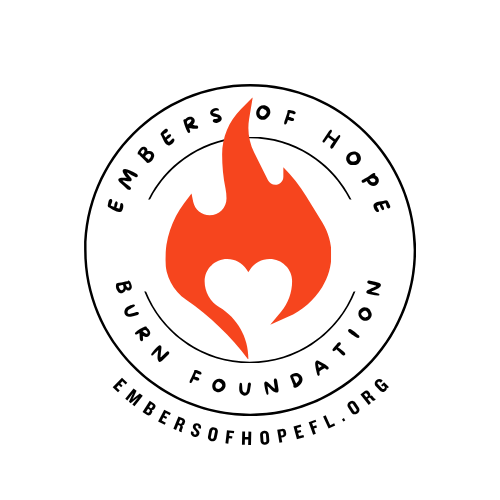 EMBERS OF HOPE
BURN FOUNDATION
EMBERSOFHOPEFL.ORG